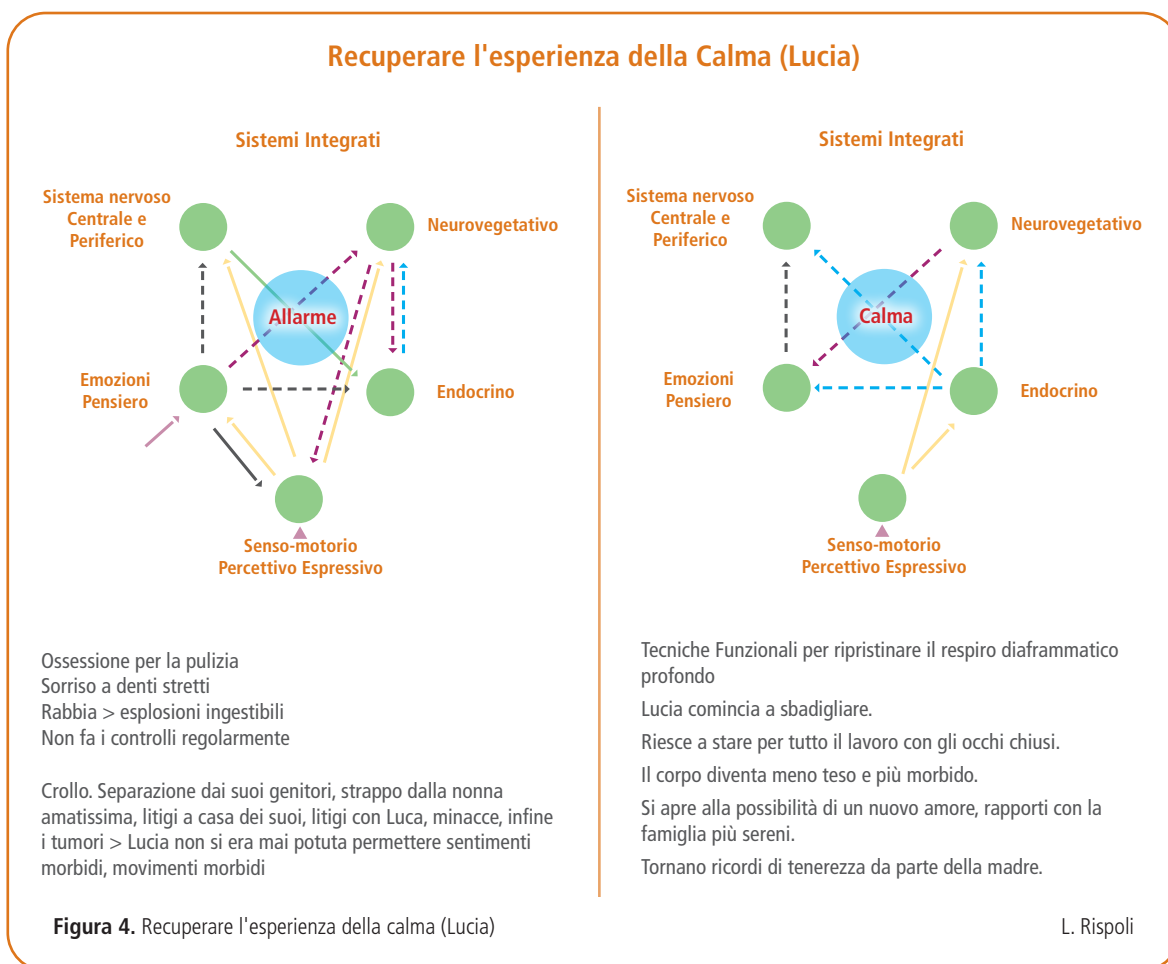 Recuperare l'esperienza della Calma (Lucia)
Sistemi Integrati
Sistema nervoso
Centrale e
Periferico
Neurovegetativo
Allarme
Emozioni
Pensiero
Endocrino
Senso-motorio
Percettivo Espressivo
Ossessione per la pulizia
Sorriso a denti stretti
Rabbia > esplosioni ingestibili
Non fa i controlli regolarmente
Crollo. Separazione dai suoi genitori, strappo dalla nonna
amatissima, litigi a casa dei suoi, litigi con Luca, minacce, infine
i tumori > Lucia non si era mai potuta permettere sentimenti
morbidi, movimenti morbidi
Sistemi Integrati
Sistema nervoso
Centrale e
Periferico
Neurovegetativo
Calma
Emozioni
Pensiero
Endocrino
Senso-motorio
Percettivo Espressivo
Tecniche Funzionali per ripristinare il respiro diaframmatico
profondo
Lucia comincia a sbadigliare.
Riesce a stare per tutto il lavoro con gli occhi chiusi.
Il corpo diventa meno teso e più morbido.
Si apre alla possibilità di un nuovo amore, rapporti con la
famiglia più sereni.
Tornano ricordi di tenerezza da parte della madre.
Figura 4. Recuperare l'esperienza della calma (Lucia)
L. Rispoli